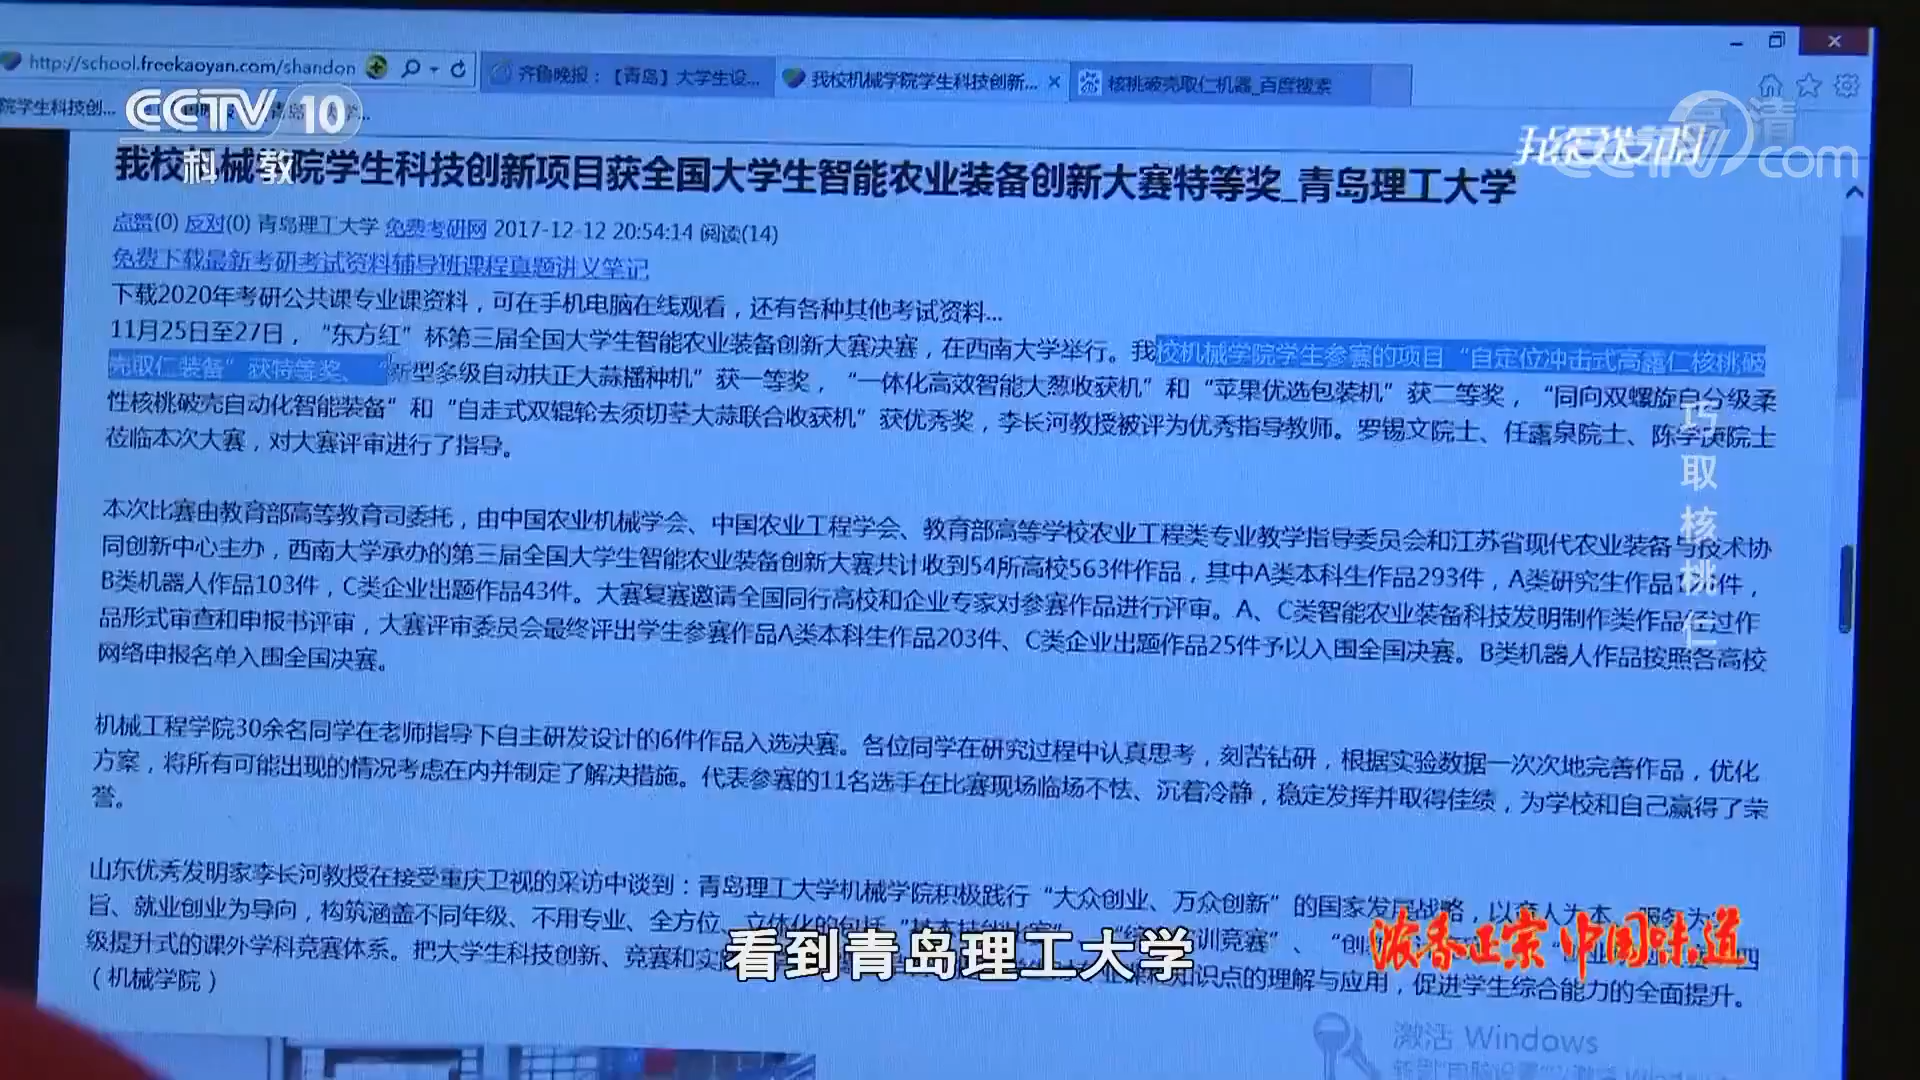 http://school.freekaoyan.com/shandon
齐鲁晚报：【青岛】大学生设...
我校机械学院学生科技创新...
核桃破壳取仁机器_百度搜索
院学生科技创...
CCTV 10
科教
我爱发明
高清
CCTV.com
我校机械学院学生科技创新项目获全国大学生智能农业装备创新大赛特等奖_青岛理工大学
点赞(0) 反对(0) 青岛理工大学 免费考研网 2017-12-12 20:54:14 阅读(14)
免费下载最新考研考试资料辅导班课程真题讲义笔记
下载2020年考研公共课专业课资料，可在手机电脑在线观看，还有各种其他考试资料...
11月25日至27日，“东方红”杯第三届全国大学生智能农业装备创新大赛决赛，在西南大学举行。我校机械学院学生参赛的项目“自定位冲击式高露仁核桃破
壳取仁装备”获特等奖、“新型多级自动扶正大蒜播种机”获一等奖，“一体化高效智能大葱收获机”和“苹果优选包装机”获二等奖，“同向双螺旋自分级柔
性核桃破壳自动化智能装备”和“自走式双辊轮去须切茎大蒜联合收获机”获优秀奖，李长河教授被评为优秀指导教师。罗锡文院士、任露泉院士、陈学庚院士
莅临本次大赛，对大赛评审进行了指导。
本次比赛由教育部高等教育司委托，由中国农业机械学会、中国农业工程学会、教育部高等学校农业工程类专业教学指导委员会和江苏省现代农业装备与技术协
同创新中心主办，西南大学承办的第三届全国大学生智能农业装备创新大赛共计收到54所高校563件作品，其中A类本科生作品293件，A类研究生作品件，
B类机器人作品103件，C类企业出题作品43件。大赛复赛邀请全国同行高校和企业专家对参赛作品进行评审。A、C类智能农业装备科技发明制作类作品经过作
品形式审查和申报书评审，大赛评审委员会最终评出学生参赛作品A类本科生作品203件、C类企业出题作品25件予以入围全国决赛。B类机器人作品按照各高校
网络申报名单入围全国决赛。
机械工程学院30余名同学在老师指导下自主研发设计的6件作品入选决赛。各位同学在研究过程中认真思考，刻苦钻研，根据实验数据一次次地完善作品，优化
方案，将所有可能出现的情况考虑在内并制定了解决措施。代表参赛的11名选手在比赛现场临场不怯、沉着冷静，稳定发挥并取得佳绩，为学校和自己赢得了荣
誉。
山东优秀发明家李长河教授在接受重庆卫视的采访中谈到：青岛理工大学机械学院积极践行“大众创业、万众创新”的国家发展战略，以育人为本、服务为
旨、就业创业为导向，构筑涵盖不同年级、不用专业、全方位、立体化的包括
级提升式的课外学科竞赛体系。把大学生科技创新、竞赛和实 知识点的理解与应用，促进学生综合能力的全面提升。
（机械学院）
巧取核桃仁
看到青岛理工大学
浓香正宗 中国味道
激活 Windows